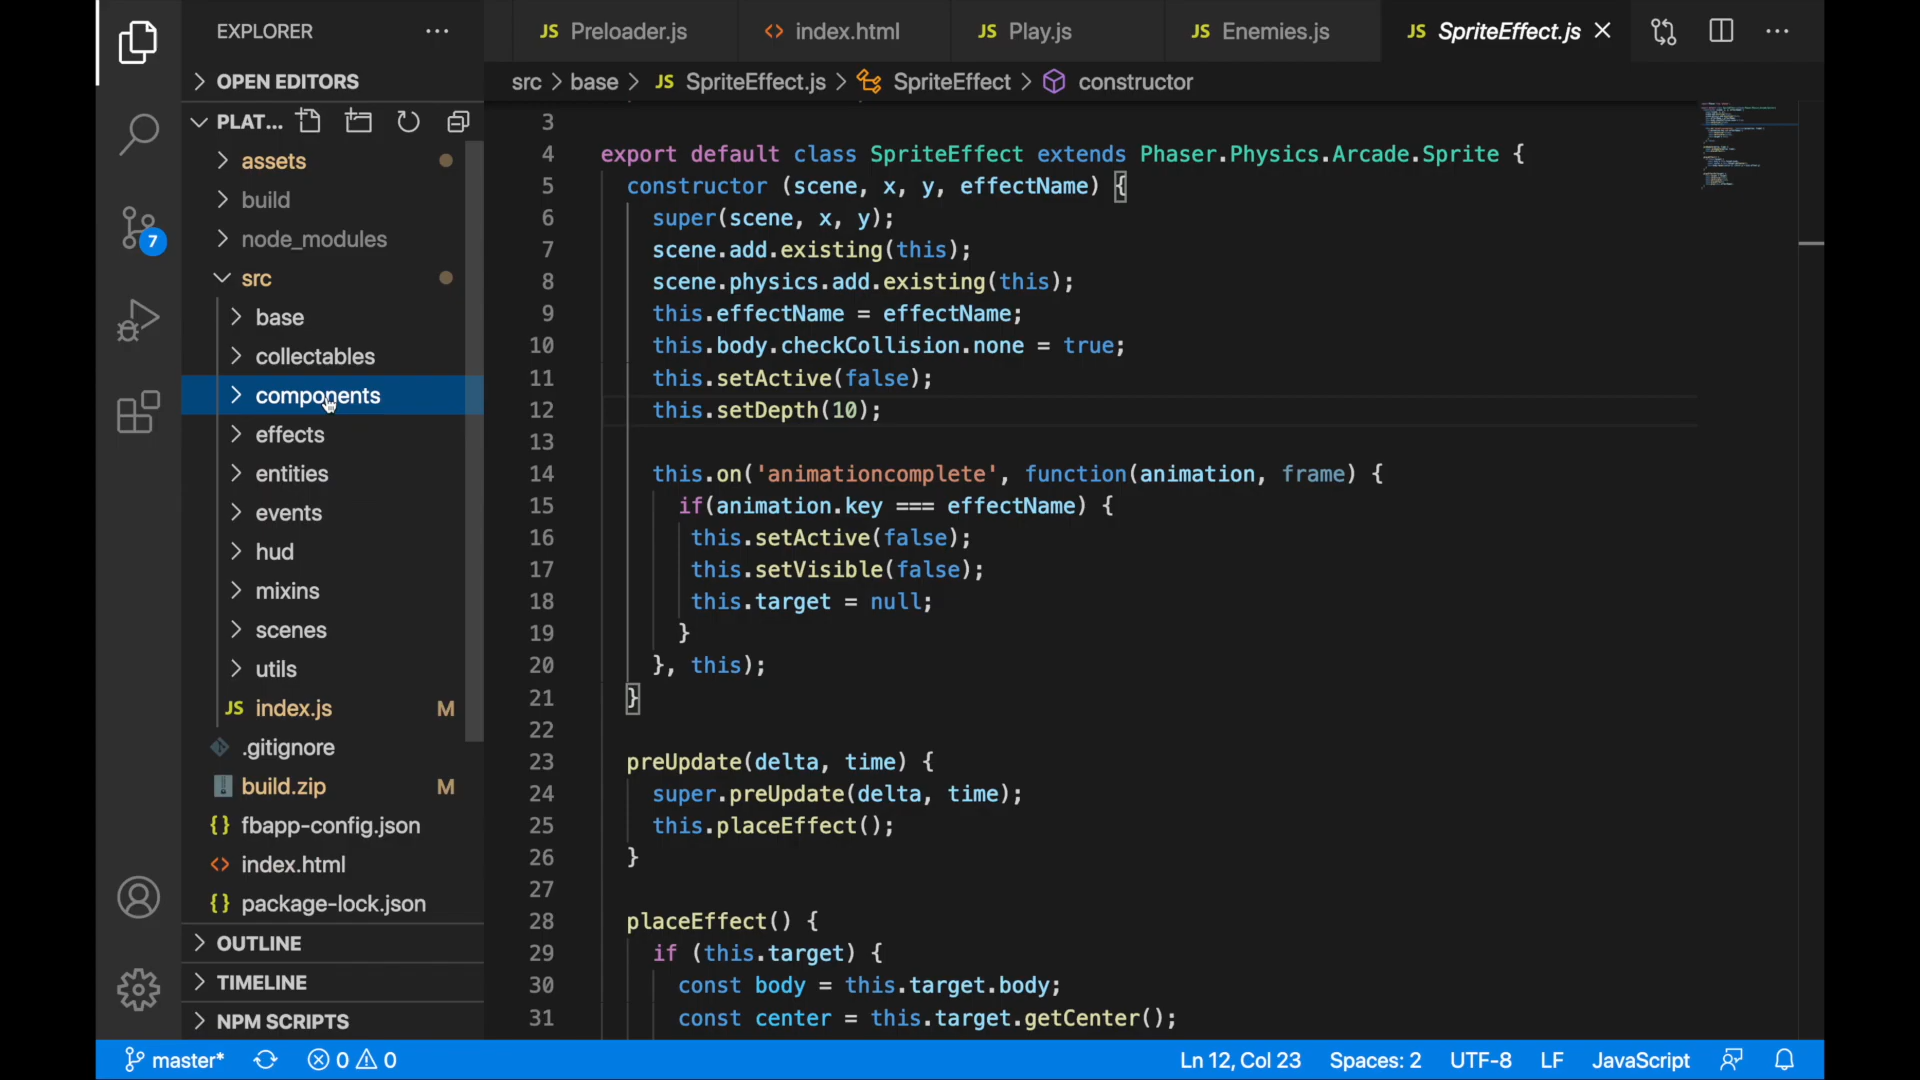 EXPLORER
OPEN EDITORS
PLAT...
assets
build
node_modules
src
base
collectables
components
effects
entities
events
hud
mixins
scenes
utils
JS index.js M
.gitignore
build.zip M
{} fbapp-config.json
<> index.html
{} package-lock.json
OUTLINE
TIMELINE
NPM SCRIPTS
7
JS Preloader.js
<> index.html
JS Play.js
JS Enemies.js
JS SpriteEffect.js
src > base > JS SpriteEffect.js > SpriteEffect > constructor
3
4 export default class SpriteEffect extends Phaser.Physics.Arcade.Sprite {
5 constructor (scene, x, y, effectName) {
6 super(scene, x, y);
7 scene.add.existing(this);
8 scene.physics.add.existing(this);
9 this.effectName = effectName;
10 this.body.checkCollision.none = true;
11 this.setActive(false);
12 this.setDepth(10);
13
14 this.on('animationcomplete', function(animation, frame) {
15 if(animation.key === effectName) {
16 this.setActive(false);
17 this.setVisible(false);
18 this.target = null;
19 }
20 }, this);
21 }
22
23 preUpdate(delta, time) {
24 super.preUpdate(delta, time);
25 this.placeEffect();
26 }
27
28 placeEffect() {
29 if (this.target) {
30 const body = this.target.body;
31 const center = this.target.getCenter();
master* 0 0 Ln 12, Col 23 Spaces: 2 UTF-8 LF JavaScript